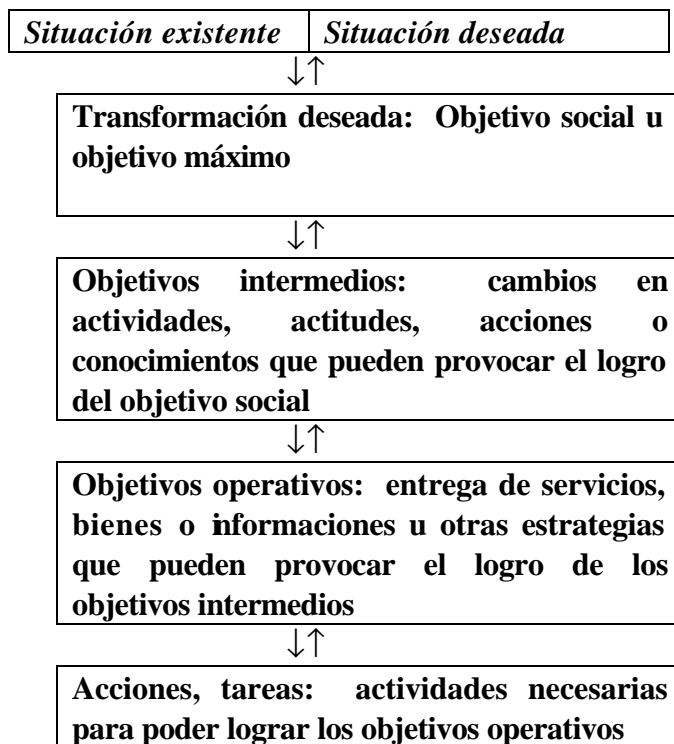 Situación existente Situación deseada
↓↑
Transformación deseada: Objetivo social u
objetivo máximo
↓↑
Objetivos intermedios: cambios en
actividades, actitudes, acciones o
conocimientos que pueden provocar el logro
del objetivo social
↓↑
Objetivos operativos: entrega de servicios,
bienes o informaciones u otras estrategias
que pueden provocar el logro de los
objetivos intermedios
↓↑
Acciones, tareas: actividades necesarias
para poder lograr los objetivos operativos